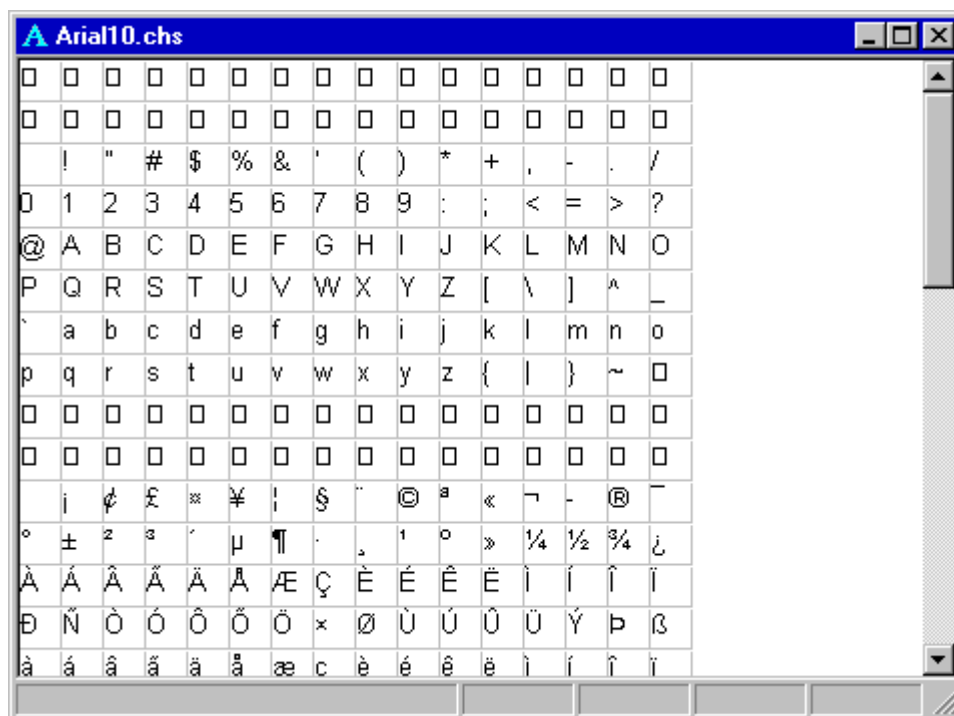 Arial10.chs
□ □ □ □ □ □ □ □ □ □ □ □ □ □ □ □
□ □ □ □ □ □ □ □ □ □ □ □ □ □ □ □
! " # $ % & ' ( ) * + , - . /
0 1 2 3 4 5 6 7 8 9 : ; < = > ?
@ A B C D E F G H I J K L M N O
P Q R S T U V W X Y Z [ \ ] ^ _
` a b c d e f g h i j k l m n o
p q r s t u v w x y z { | } ~ □
□ □ □ □ □ □ □ □ □ □ □ □ □ □ □ □
□ □ □ □ □ □ □ □ □ □ □ □ □ □ □ □
¡ ¢ £ ¤ ¥ ¦ § ¨ © ª « ¬ - ® ¯
° ± ² ³ ´ µ ¶ · ¸ ¹ º » ¼ ½ ¾ ¿
À Á Â Ã Ä Å Æ Ç È É Ê Ë Ì Í Î Ï
Ð Ñ Ò Ó Ô Õ Ö × Ø Ù Ú Û Ü Ý Þ ß
à á â ã ä å æ c è é ê ë ì í î ï